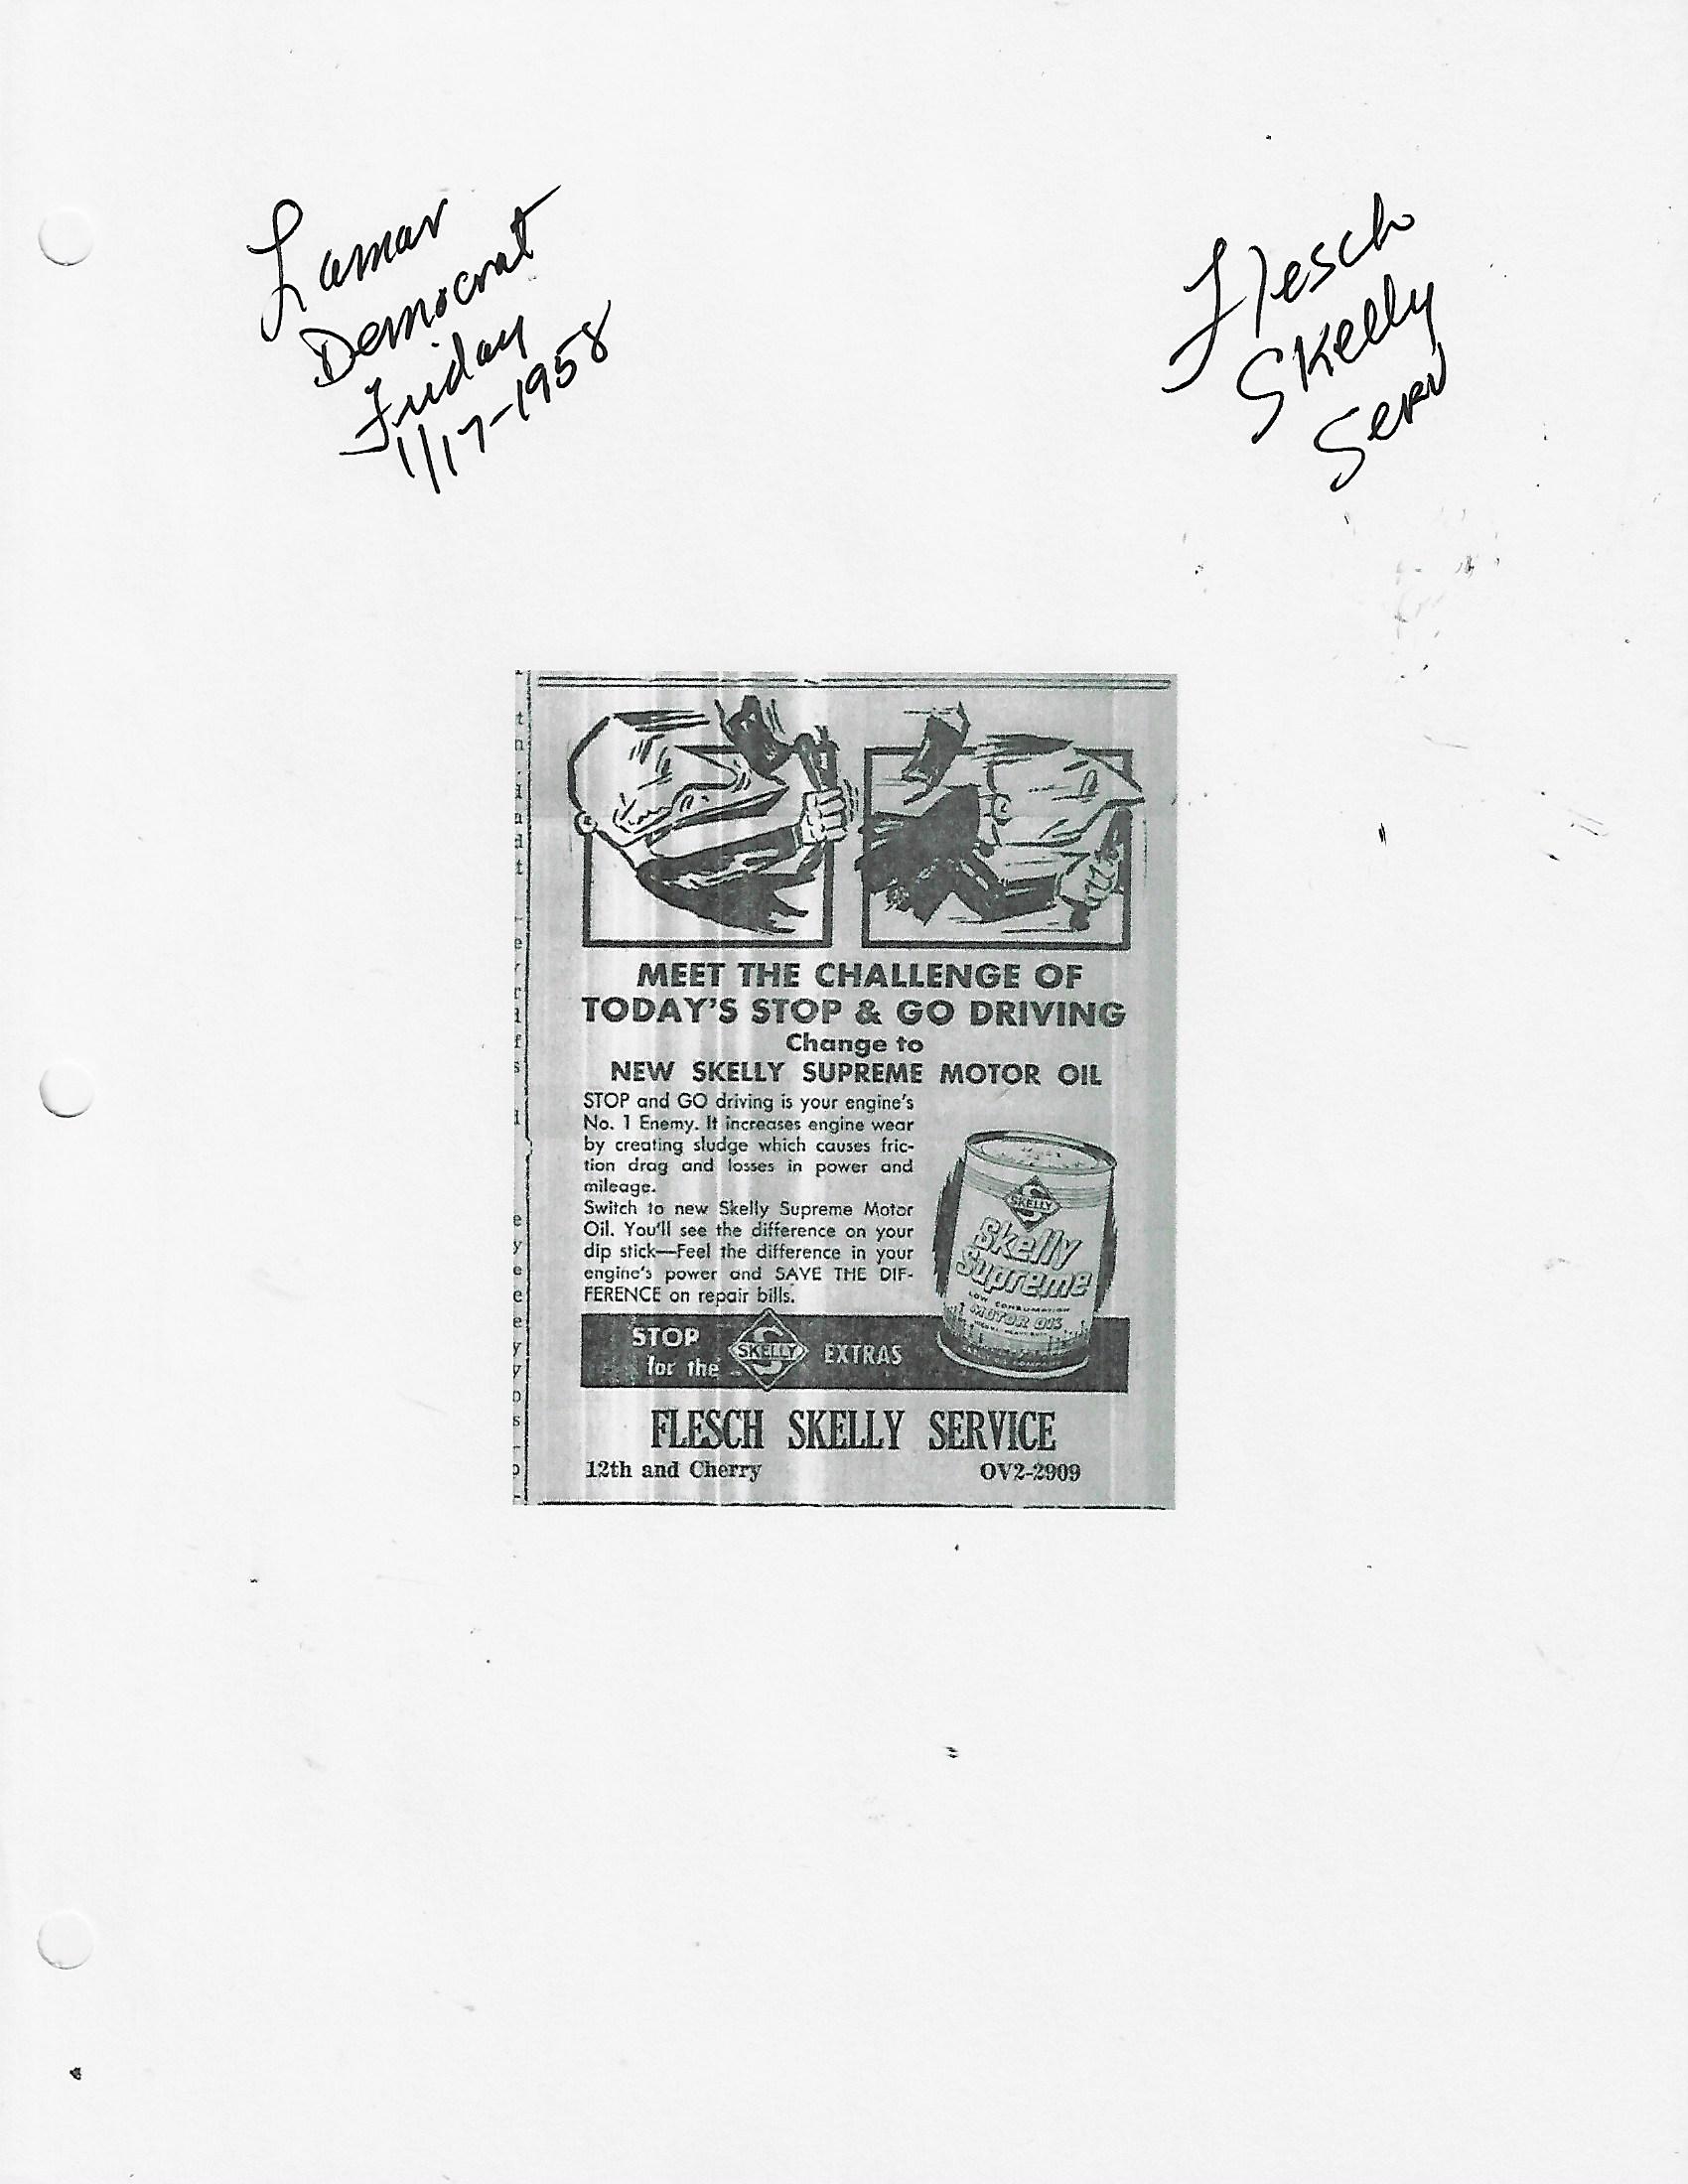 Lamar
Democrat
Friday
1/17-1958
Flesch
Skelly
Serv
MEET THE CHALLENGE OF
TODAY'S STOP & GO DRIVING
Change to
NEW SKELLY SUPREME MOTOR OIL
STOP and GO driving is your engine's
No. 1 Enemy. It increases engine wear
by creating sludge which causes fric-
tion drag and losses in power and
mileage.
Switch to new Skelly Supreme Motor
Oil. You'll see the difference on your
dip stick—Feel the difference in your
engine's power and SAVE THE DIF-
FERENCE on repair bills.
SKELLY
Skelly
Supreme
LOW CONSUMPTION
MOTOR OIL
STOP
for the
S
SKELLY
EXTRAS
FLESCH SKELLY SERVICE
12th and Cherry OV2-2909